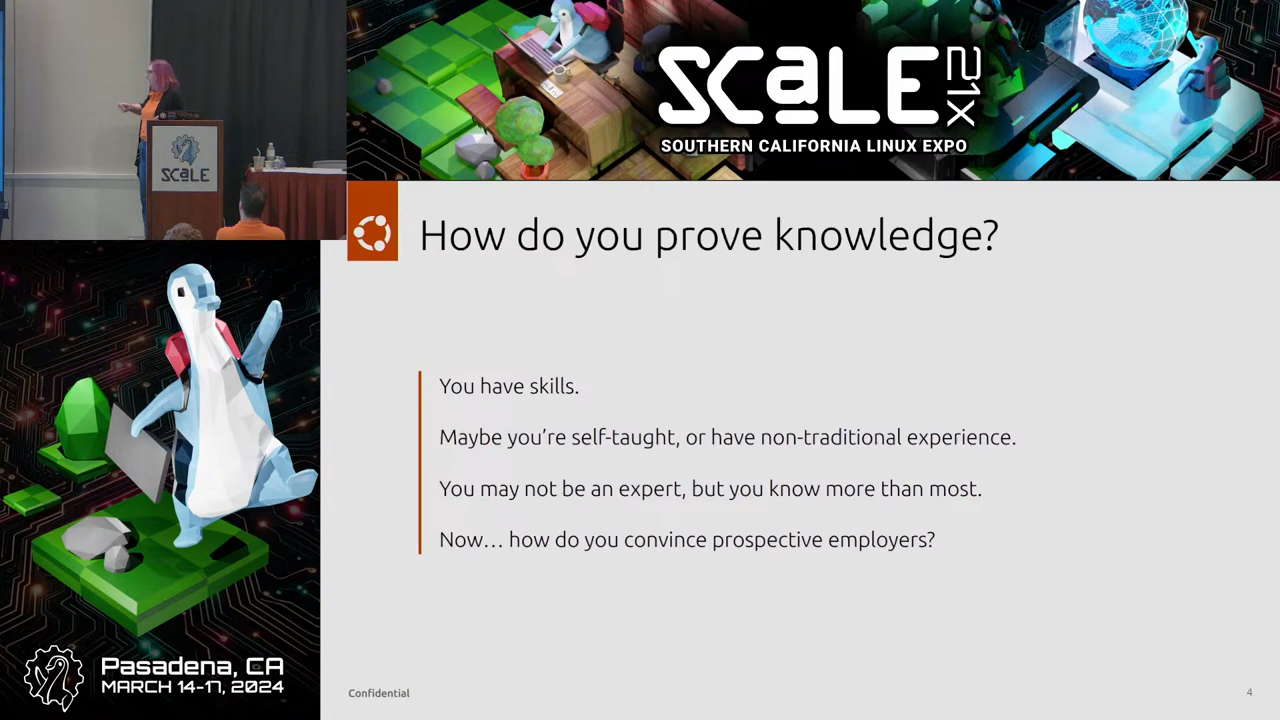 SCALE
21X
SOUTHERN CALIFORNIA LINUX EXPO
SCALE
How do you prove knowledge?
You have skills.
Maybe you’re self-taught, or have non-traditional experience.
You may not be an expert, but you know more than most.
Now… how do you convince prospective employers?
Pasadena, CA
MARCH 14-17, 2024
Confidential
4